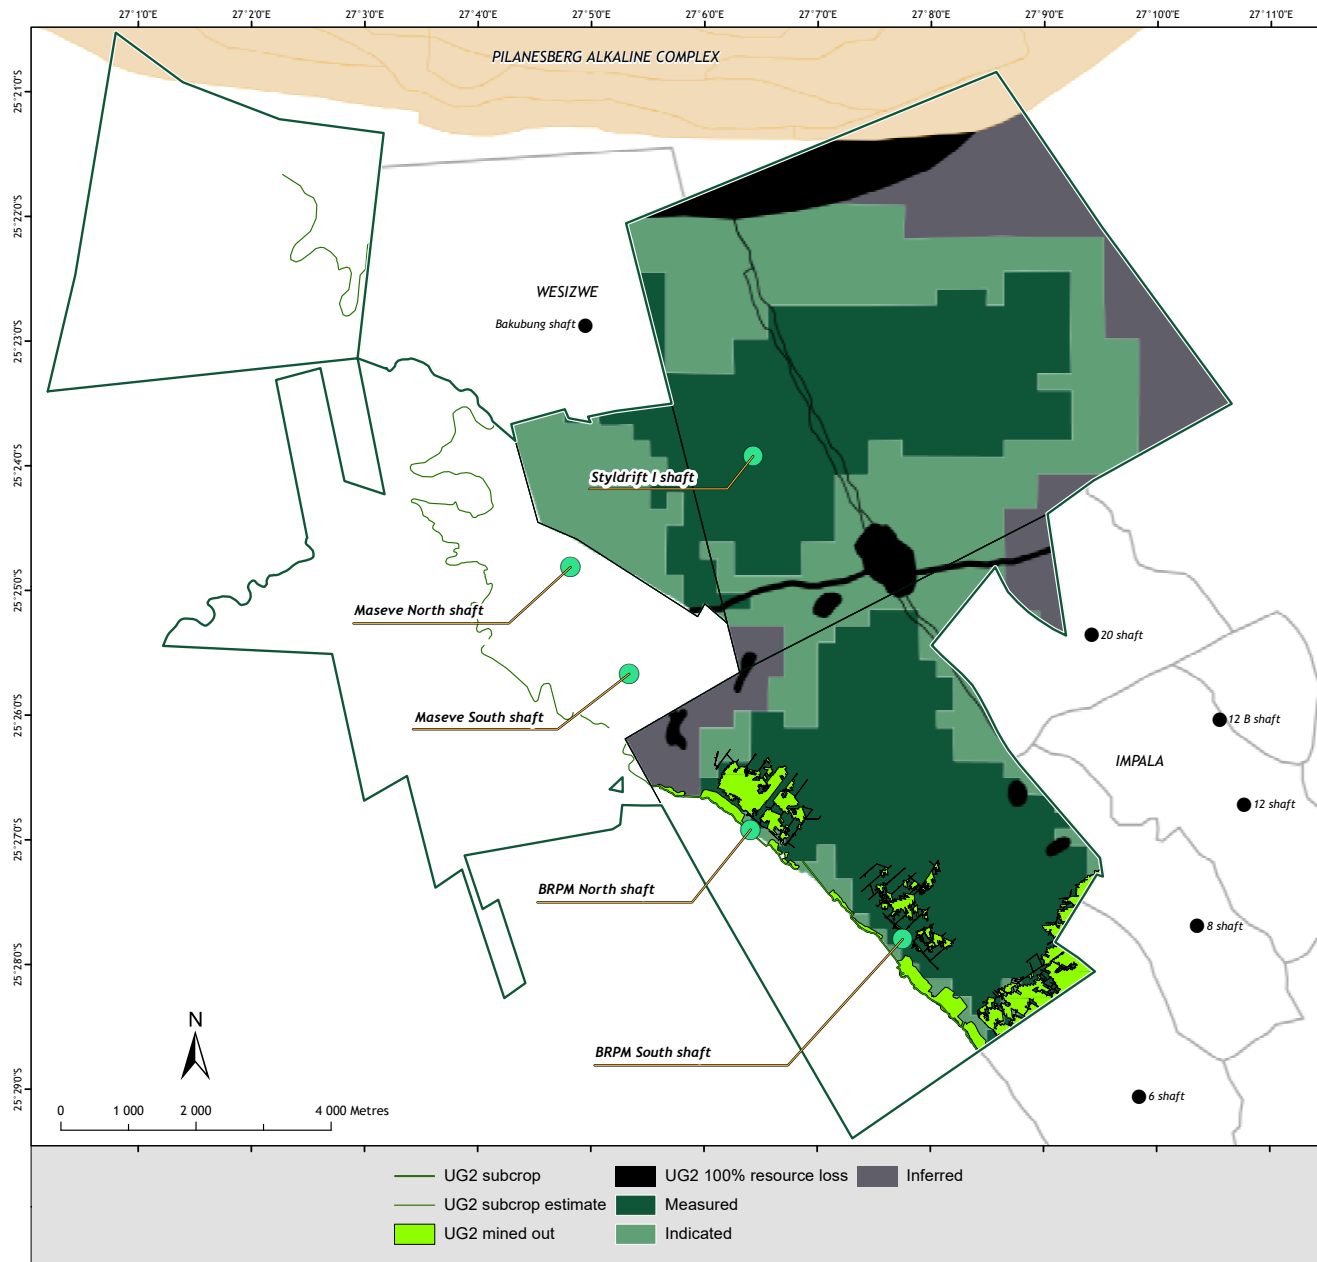 27°1'0"E 27°2'0"E 27°3'0"E 27°4'0"E 27°5'0"E 27°6'0"E 27°7'0"E 27°8'0"E 27°9'0"E 27°10'0"E 27°11'0"E
PILANESBERG ALKALINE COMPLEX
25°21'0"S
25°22'0"S
WESIZWE
Bakubung shaft
25°23'0"S
25°24'0"S
Styldrift I shaft
25°25'0"S
Maseve North shaft
20 shaft
25°26'0"S
Maseve South shaft
12 B shaft
IMPALA
12 shaft
25°27'0"S
BRPM North shaft
8 shaft
25°28'0"S
N
BRPM South shaft
25°29'0"S
6 shaft
0 1 000 2 000 4 000 Metres
UG2 subcrop
UG2 subcrop estimate
UG2 mined out
UG2 100% resource loss
Measured
Indicated
Inferred